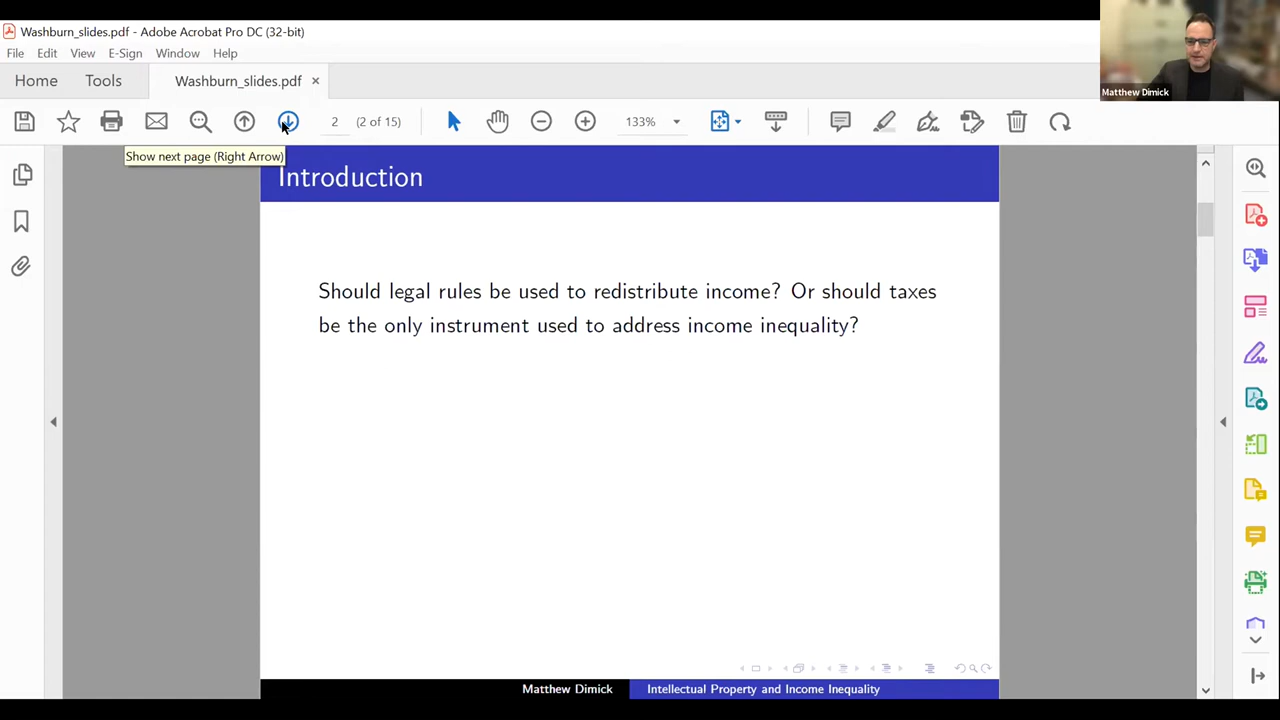 Washburn_slides.pdf - Adobe Acrobat Pro DC (32-bit)
File Edit View E-Sign Window Help
Matthew Dimick
Home Tools Washburn_slides.pdf ×
2 (2 of 15) 133%
Show next page (Right Arrow)
Introduction
Should legal rules be used to redistribute income? Or should taxes
be the only instrument used to address income inequality?
Matthew Dimick Intellectual Property and Income Inequality